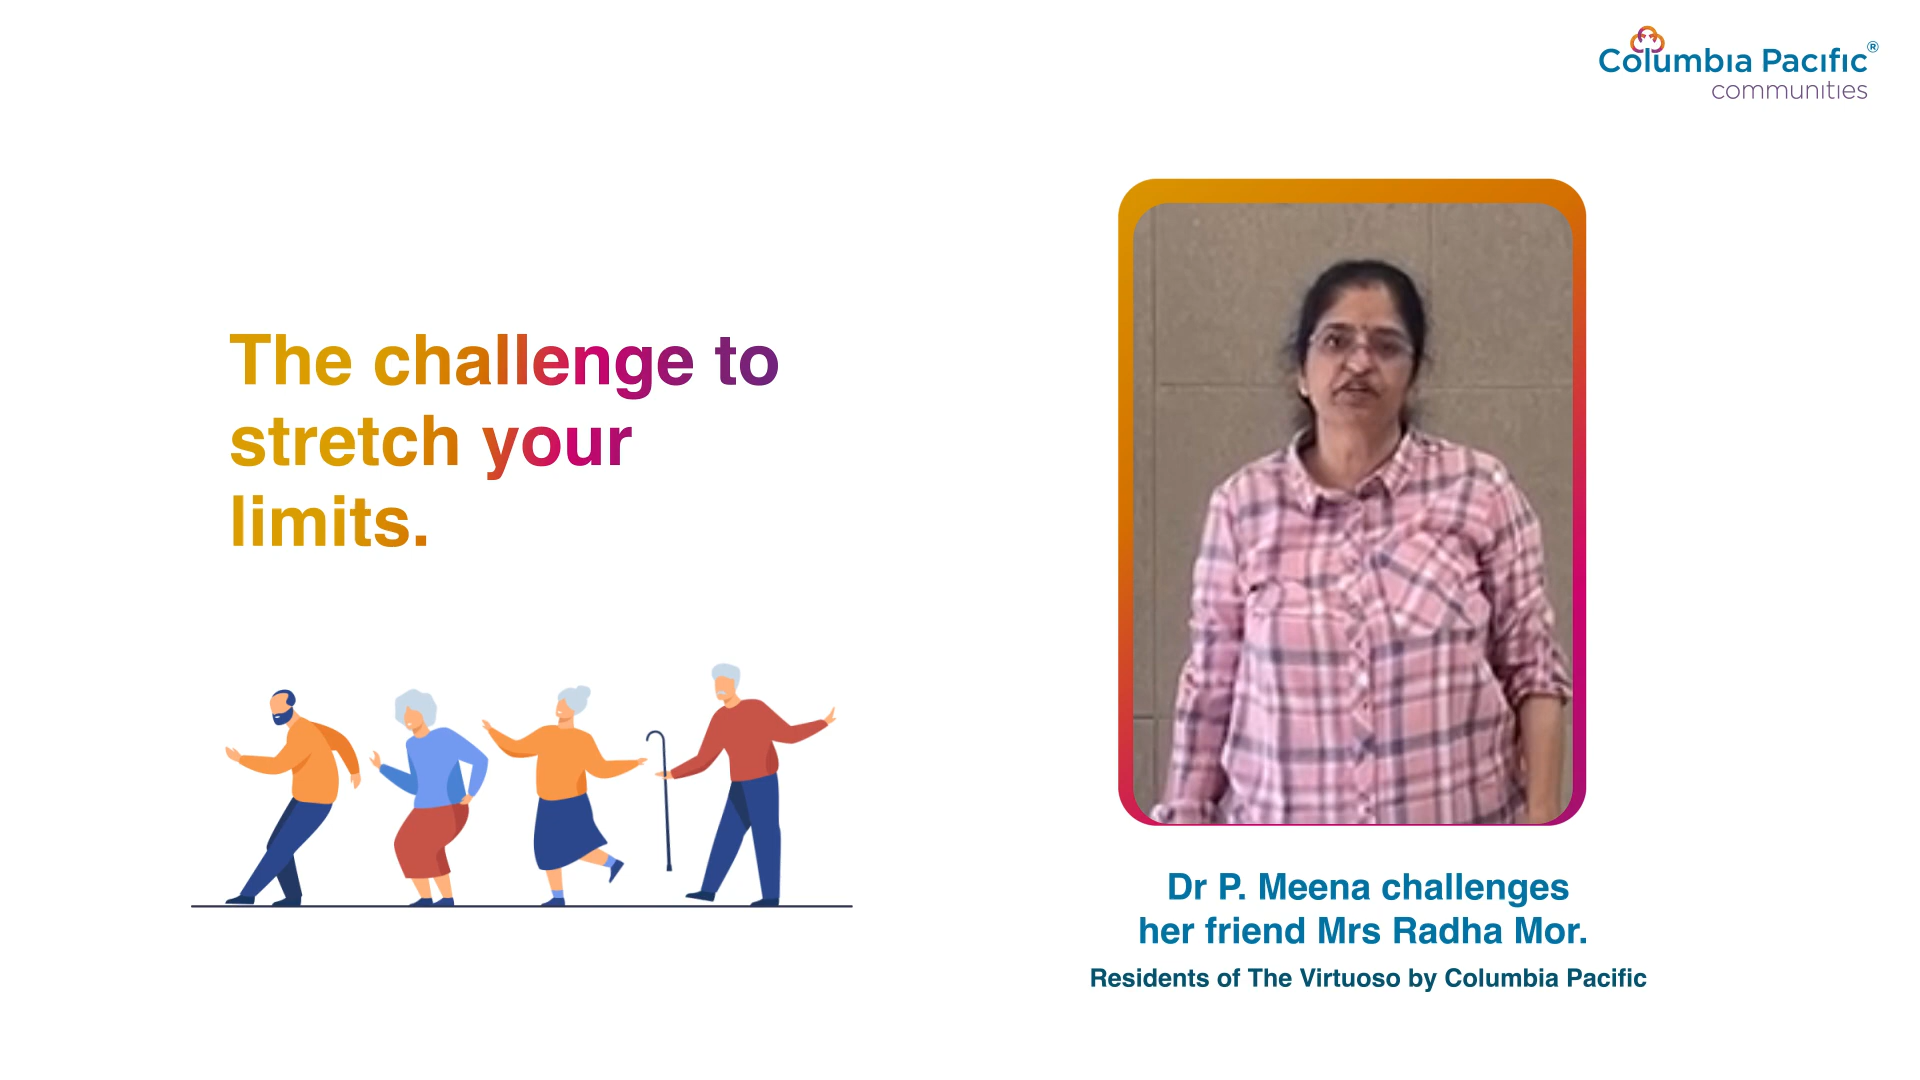 Columbia Pacific®
communities
The challenge to
stretch your
limits.
Dr P. Meena challenges
her friend Mrs Radha Mor.
Residents of The Virtuoso by Columbia Pacific